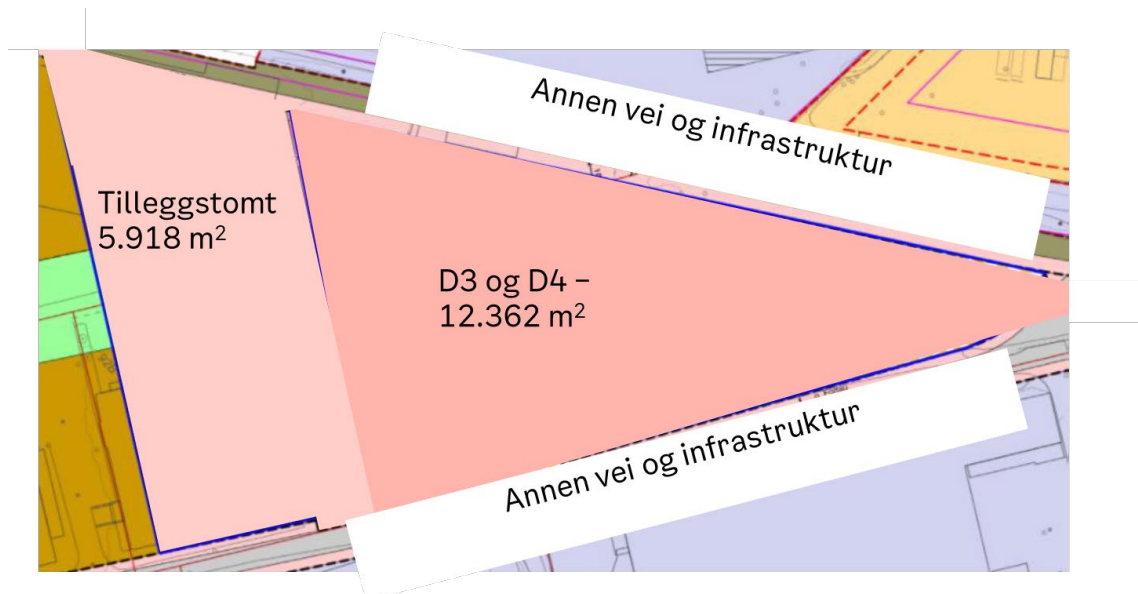 Annen vei og infrastruktur
Tilleggstomt
5.918 m²
D3 og D4 –
12.362 m²
Annen vei og infrastruktur